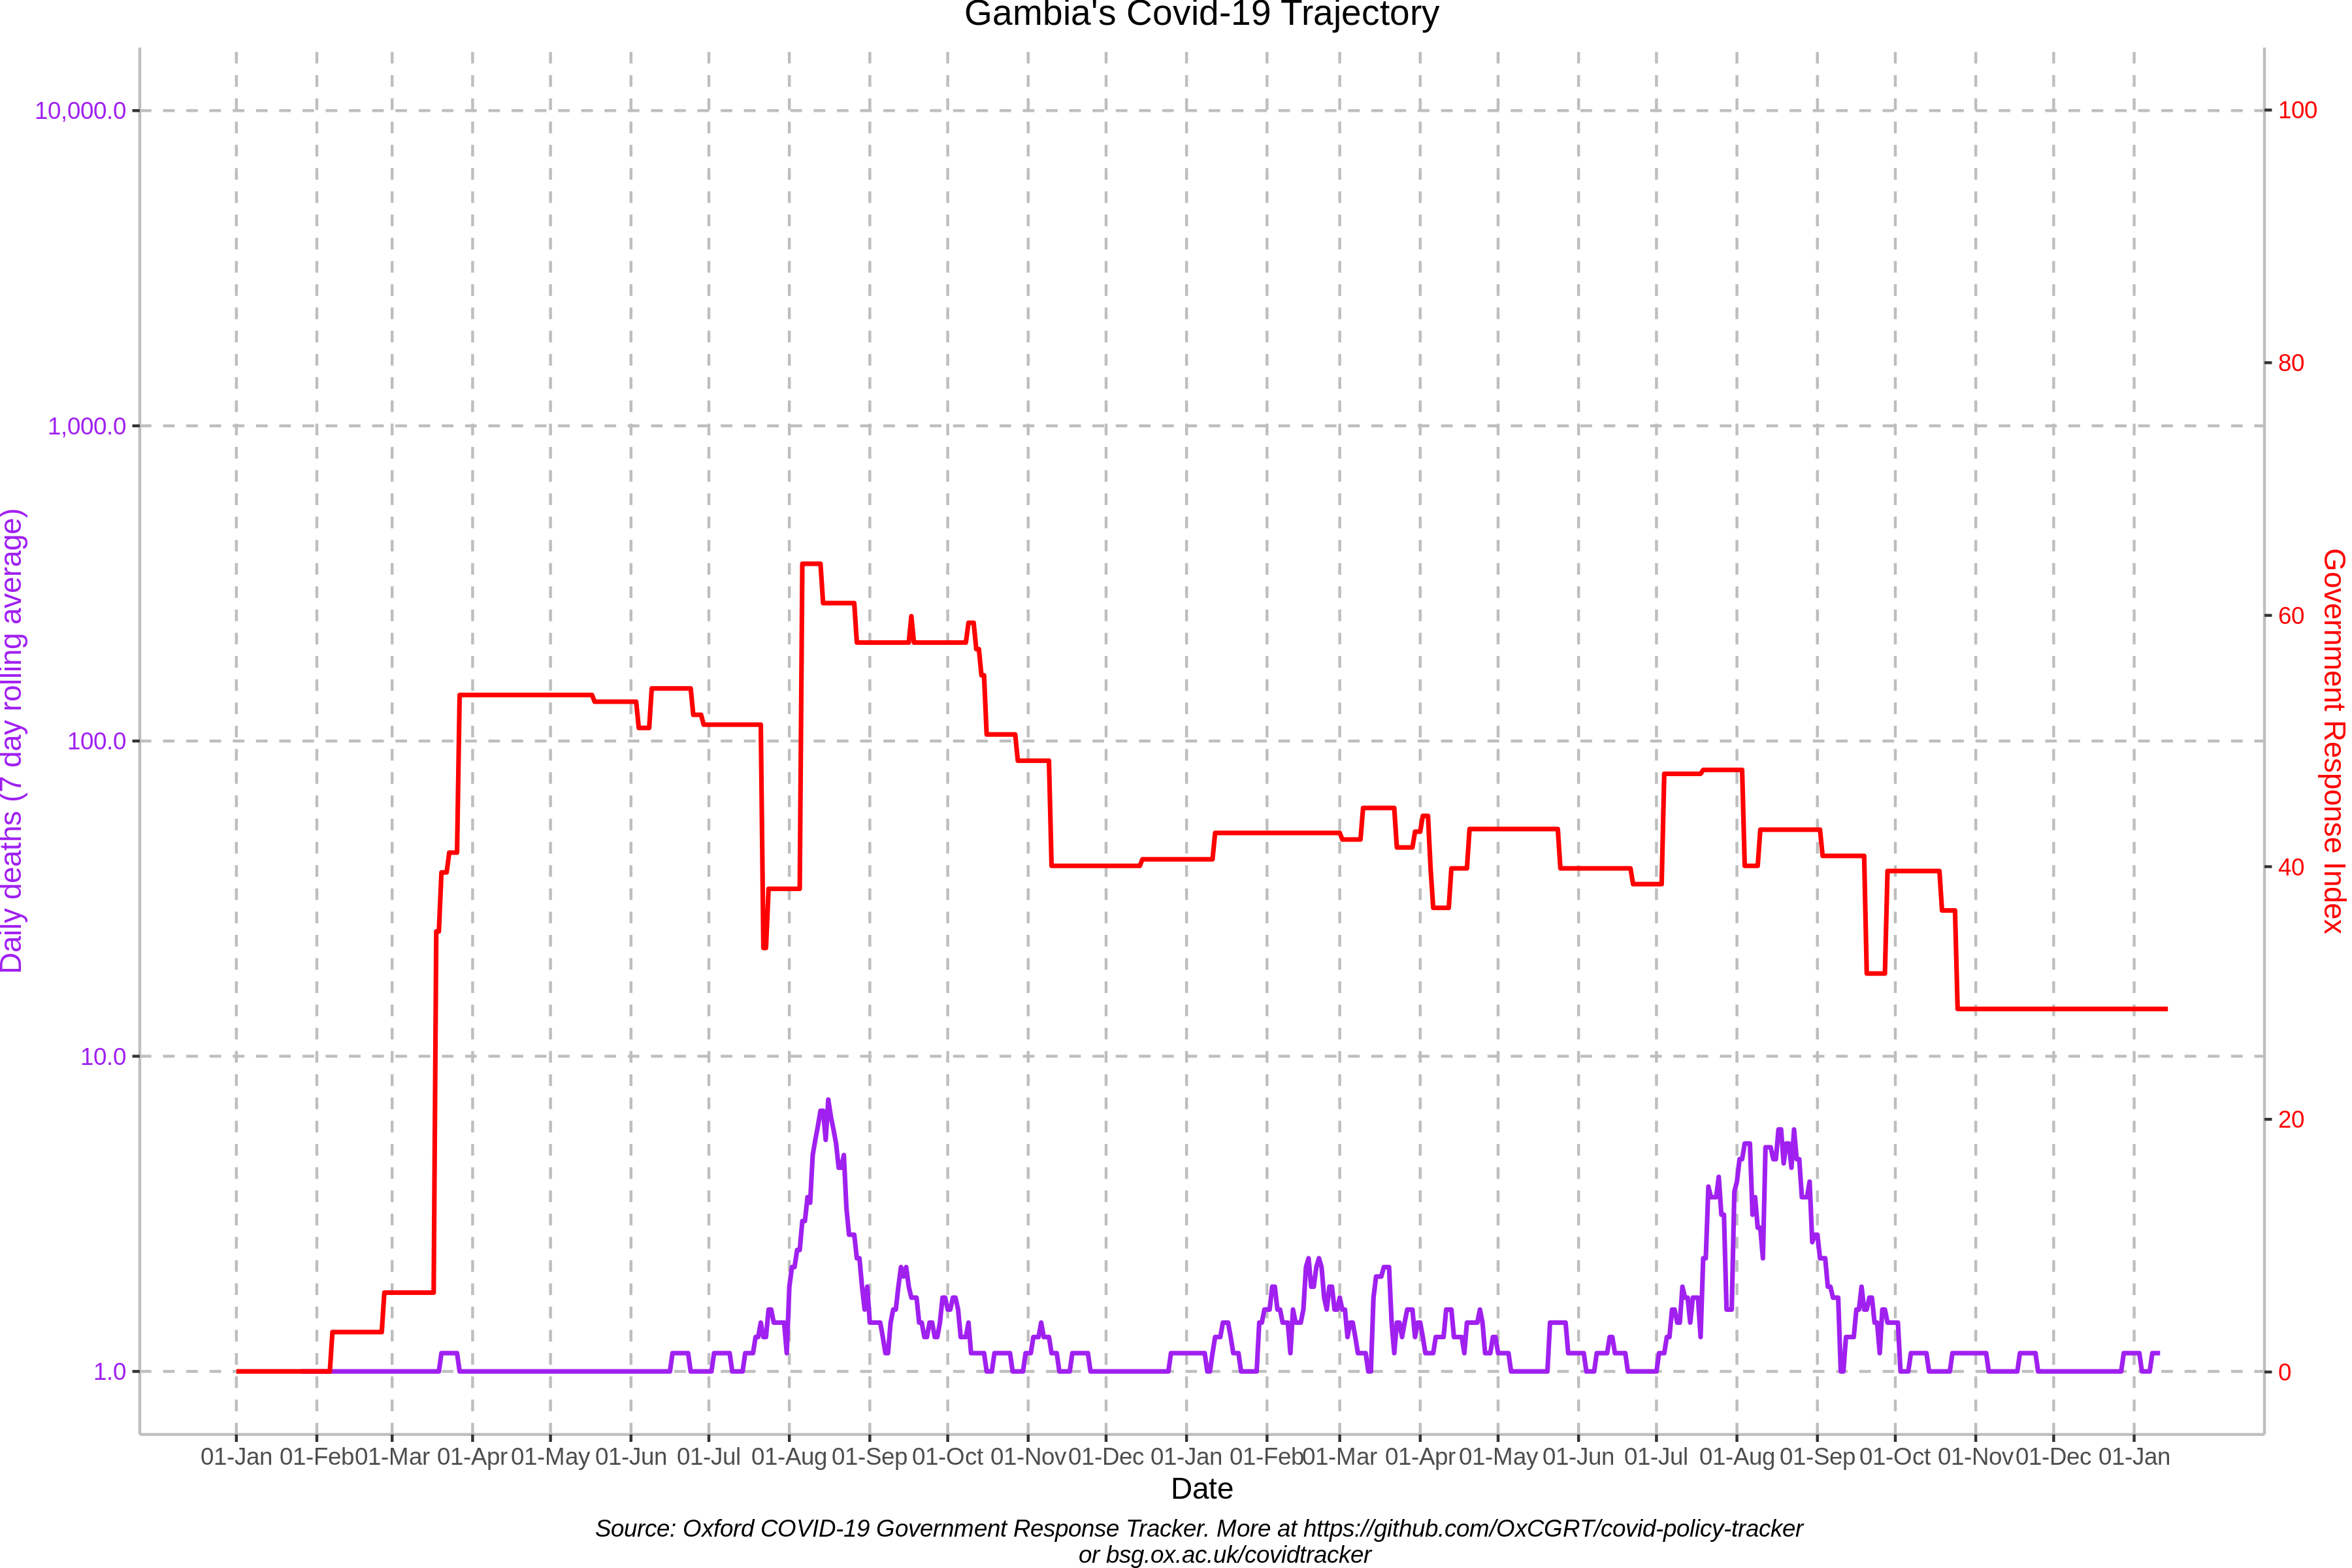 Gambia's Covid-19 Trajectory
10,000.0
1,000.0
100.0
10.0
1.0
Daily deaths (7 day rolling average)
100
80
60
40
20
0
Government Response Index
01-Jan 01-Feb 01-Mar 01-Apr 01-May 01-Jun 01-Jul 01-Aug 01-Sep 01-Oct 01-Nov 01-Dec 01-Jan 01-Feb 01-Mar 01-Apr 01-May 01-Jun 01-Jul 01-Aug 01-Sep 01-Oct 01-Nov 01-Dec 01-Jan
Date
Source: Oxford COVID-19 Government Response Tracker. More at https://github.com/OxCGRT/covid-policy-tracker
or bsg.ox.ac.uk/covidtracker